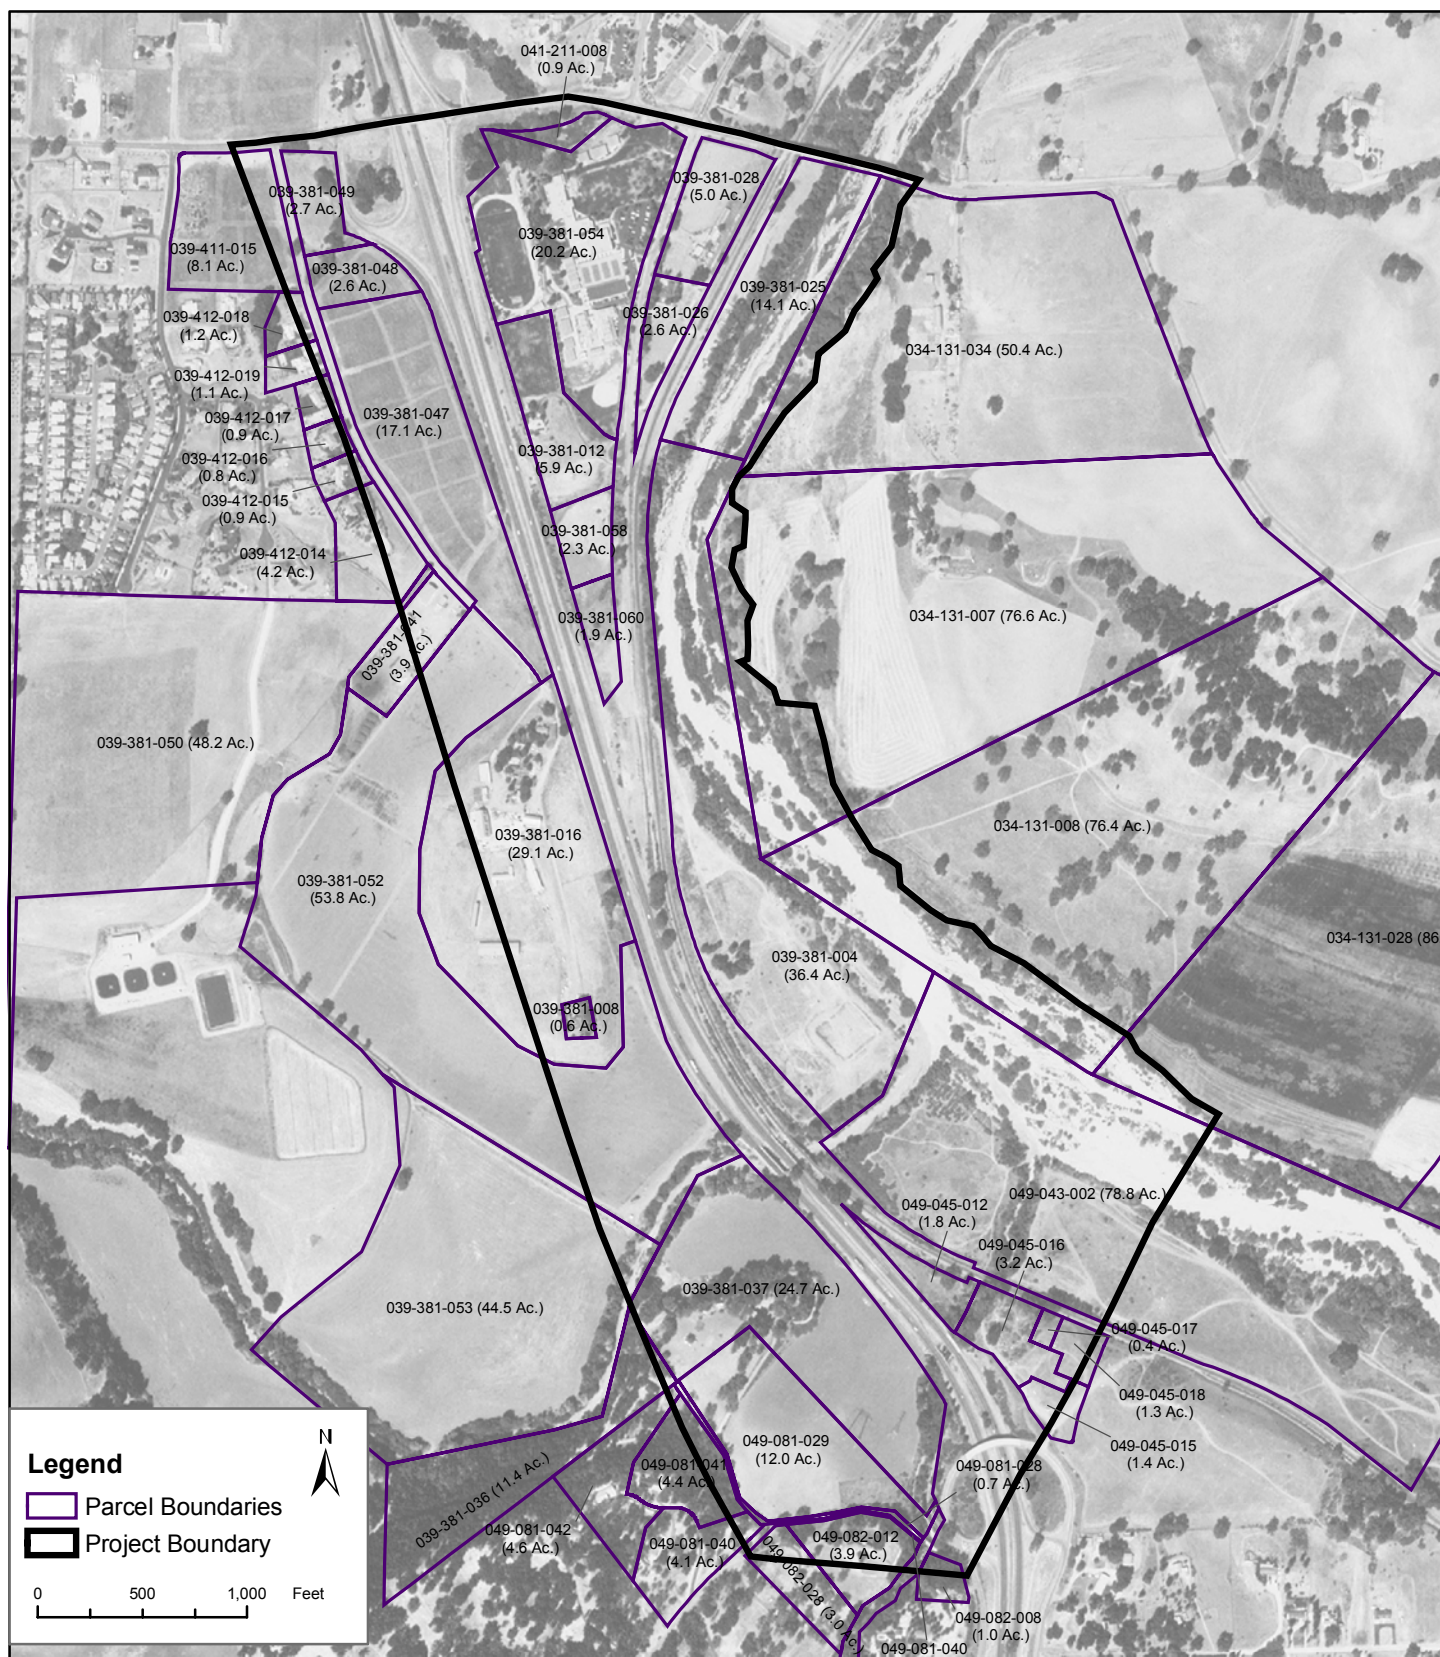 041-211-008
(0.9 Ac.)
039-381-028
(5.0 Ac.)
039-381-049
(2.7 Ac.)
039-381-054
(20.2 Ac.)
039-411-015
(8.1 Ac.)
039-381-048
(2.6 Ac.)
039-381-025
(14.1 Ac.)
039-412-018
(1.2 Ac.)
039-381-026
(2.6 Ac.)
034-131-034 (50.4 Ac.)
039-412-019
(1.1 Ac.)
039-412-017
(0.9 Ac.)
039-381-047
(17.1 Ac.)
039-412-016
(0.8 Ac.)
039-381-012
(5.9 Ac.)
039-412-015
(0.9 Ac.)
039-381-058
(2.3 Ac.)
039-412-014
(4.2 Ac.)
039-381-060
(1.9 Ac.)
034-131-007 (76.6 Ac.)
039-381-041
(3.9 Ac.)
039-381-050 (48.2 Ac.)
039-381-016
(29.1 Ac.)
034-131-008 (76.4 Ac.)
039-381-052
(53.8 Ac.)
034-131-028 (86
039-381-004
(36.4 Ac.)
039-381-008
(0.6 Ac.)
049-043-002 (78.8 Ac.)
049-045-012
(1.8 Ac.)
049-045-016
(3.2 Ac.)
039-381-037 (24.7 Ac.)
039-381-053 (44.5 Ac.)
049-045-017
(0.4 Ac.)
049-045-018
(1.3 Ac.)
049-045-015
(1.4 Ac.)
049-081-029
(12.0 Ac.)
049-081-041
(4.4 Ac.)
049-081-028
(0.7 Ac.)
039-381-036 (11.4 Ac.)
049-081-042
(4.6 Ac.)
049-081-040
(4.1 Ac.)
049-082-012
(3.9 Ac.)
049-082-028 (3.0 Ac.)
049-082-008
(1.0 Ac.)
049-081-040
Legend
N
Parcel Boundaries
Project Boundary
0 500 1,000 Feet